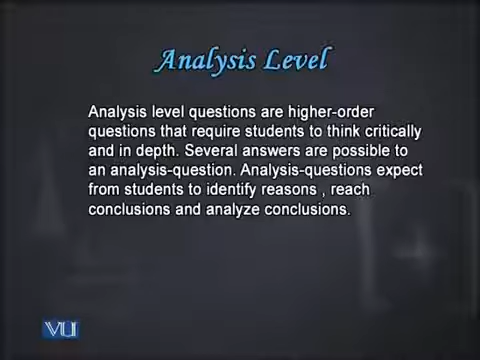 Analysis Level
Analysis level questions are higher-order
questions that require students to think critically
and in depth. Several answers are possible to
an analysis-question. Analysis-questions expect
from students to identify reasons , reach
conclusions and analyze conclusions.
VU